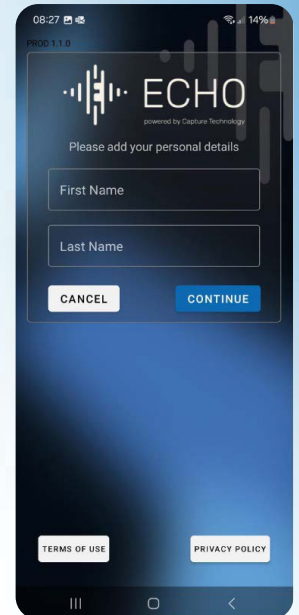 08:27 14%
PROD 1.1.0
ECHO
powered by Capture Technology
Please add your personal details
First Name
Last Name
CANCEL CONTINUE
TERMS OF USE PRIVACY POLICY